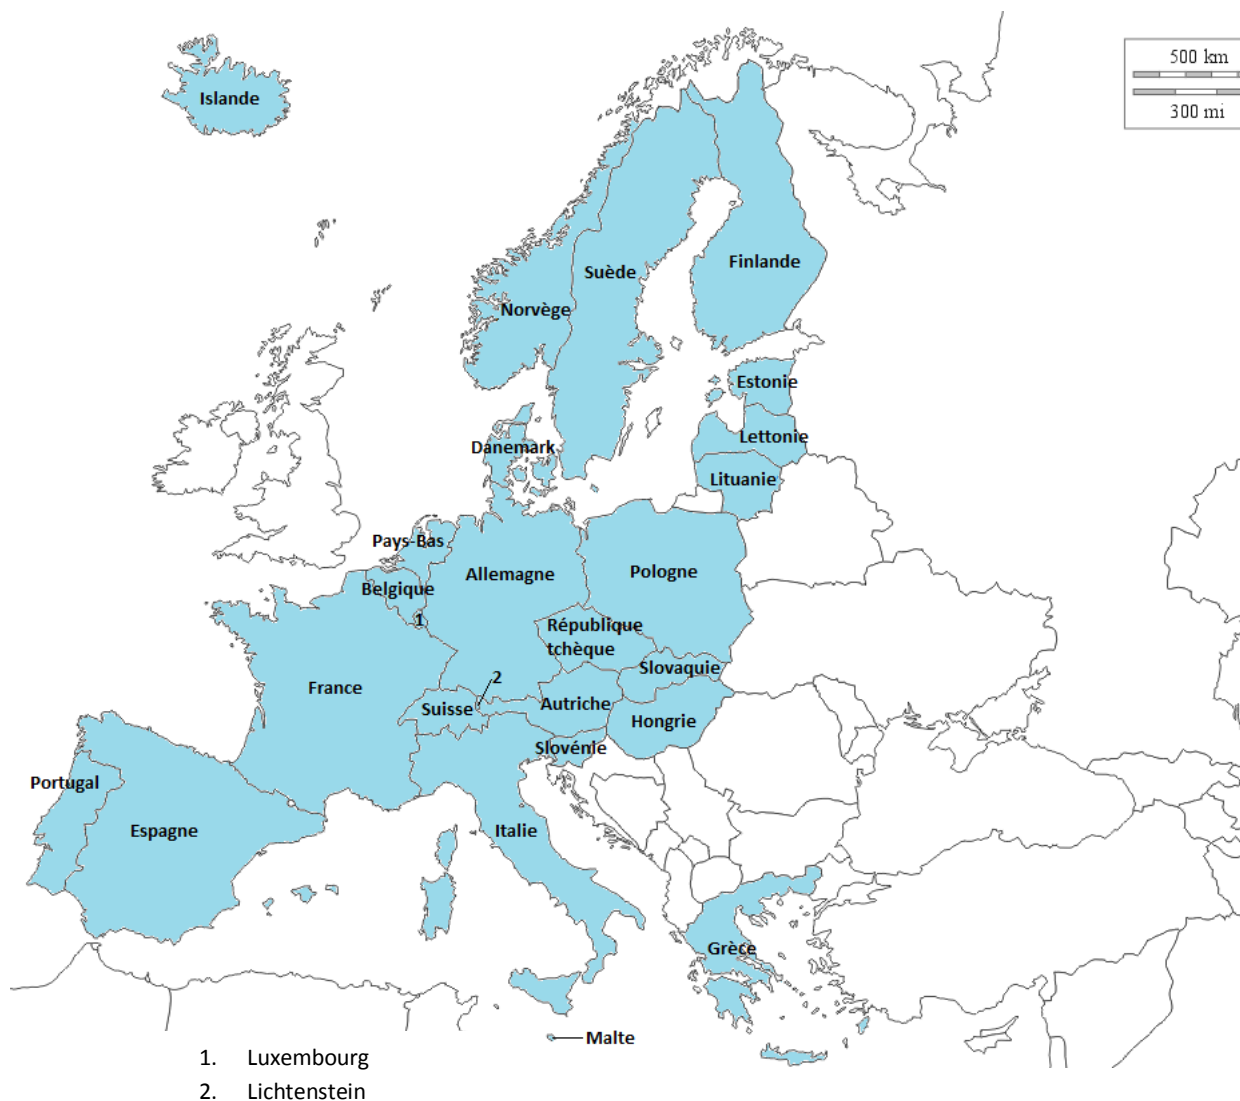 500 km
300 mi
Islande
Finlande
Suède
Norvège
Estonie
Lettonie
Danemark
Lituanie
Pays-Bas
Allemagne
Pologne
Belgique
1
République
tchèque
Slovaquie
2
France
Suisse
Autriche
Hongrie
Slovénie
Portugal
Espagne
Italie
Grèce
Malte
1. Luxembourg
2. Lichtenstein